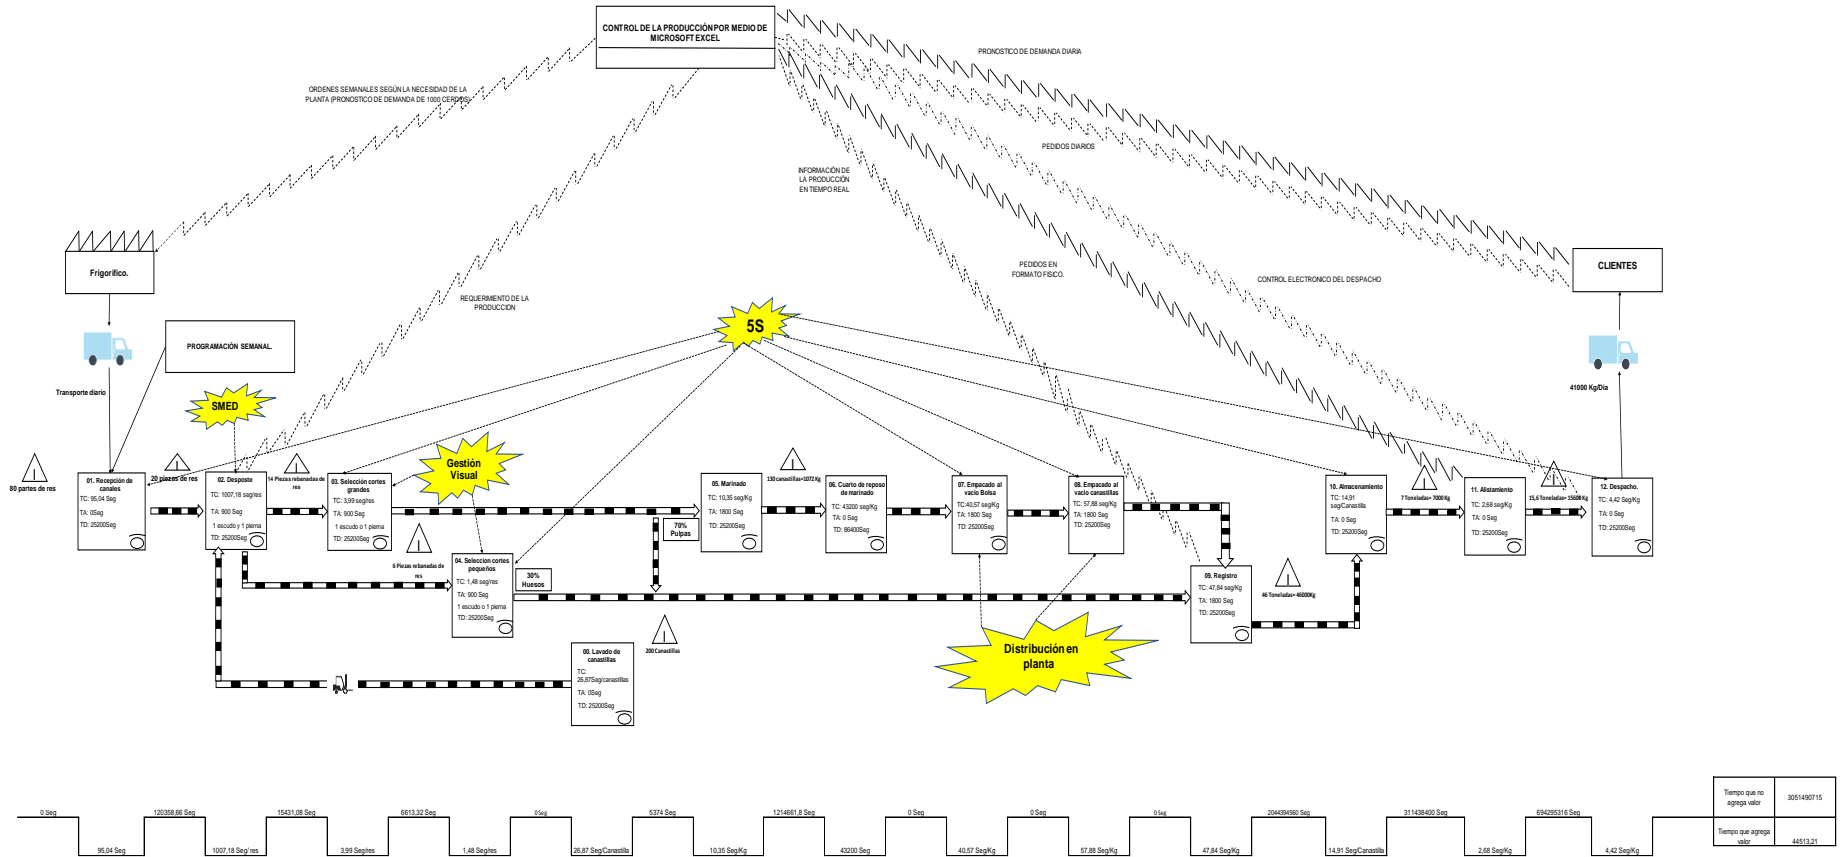 CONTROL DE LA PRODUCCIÓN POR MEDIO DE
MICROSOFT EXCEL
PRONOSTICO DE DEMANDA DIARIA
ORDENES SEMANALES SEGÚN LA NECESIDAD DE LA
PLANTA (PRONOSTICO DE DEMANDA DE 1000 CERDOS)
PEDIDOS DIARIOS
INFORMACIÓN DE
LA PRODUCCIÓN
EN TIEMPO REAL
Frigorífico.
PEDIDOS EN
FORMATO FISICO.
CONTROL ELECTRONICO DEL DESPACHO
CLIENTES
REQUERIMIENTO DE LA
PRODUCCION
5S
PROGRAMACIÓN SEMANAL.
Transporte diario
SMED
41000 Kg/Dia
Gestión
Visual
80 partes de res
01. Recepción de
canales
TC: 95,04 Seg
TA: 0Seg
TD: 25200Seg
20 piezas de res
02. Desposte
TC: 1007,18 seg/res
TA: 900 Seg
1 escudo y 1 pierna
TD: 25200Seg
14 Piezas rebanadas de
res
03. Selección cortes
grandes
TC: 3,99 seg/res
TA: 900 Seg
1 escudo o 1 pierna
TD: 25200Seg
6 Piezas rebanadas de
res
04. Seleccion cortes
pequeños
TC: 1,48 seg/res
TA: 900 Seg
1 escudo o 1 pierna
TD: 25200Seg
30%
Huesos
70%
Pulpas
00. Lavado de
canastillas
TC:
26,87Seg/canastillas
TA: 0Seg
TD: 25200Seg
200 Canastillas
05. Marinado
TC: 10,35 seg/Kg
TA: 1800 Seg
TD: 25200Seg
130 canastillas=1072 Kg
06. Cuarto de reposo
de marinado
TC: 43200 seg/Kg
TA: 0 Seg
TD: 86400Seg
07. Empacado al
vacio Bolsa
TC:40,57 seg/Kg
TA: 1800 Seg
TD: 25200Seg
08. Empacado al
vacio canastillas
TC: 57,88 seg/Kg
TA: 1800 Seg
TD: 25200Seg
Distribución en
planta
09. Registro
TC: 47,84 seg/Kg
TA: 1800 Seg
TD: 25200Seg
46 Toneladas= 46000Kg
10. Almacenamiento
TC: 14,91
seg/Canastilla
TA: 0 Seg
TD: 25200Seg
7 Toneladas= 7000 Kg
11. Alistamiento
TC: 2,68 seg/Kg
TA: 0 Seg
TD: 25200Seg
15,6 Toneladas= 15600 Kg
12. Despacho.
TC: 4,42 Seg/Kg
TA: 0 Seg
TD: 25200Seg
0 Seg
120358,66 Seg
15431,08 Seg
6613,32 Seg
0 Seg
5374 Seg
1214661,8 Seg
0 Seg
0 Seg
0 Seg
2044394560 Seg
311438400 Seg
694295316 Seg
95,04 Seg
1007,18 Seg/ res
3,99 Seg/res
1,48 Seg/res
26,87 Seg/Canastilla
10,35 Seg/Kg
43200 Seg
40,57 Seg/Kg
57,88 Seg/Kg
47,84 Seg/Kg
14,91 Seg/Canastilla
2,68 Seg/Kg
4,42 Seg/Kg
Tiempo que no
agrega valor
3051490715
Tiempo que agrega
valor
44513,21